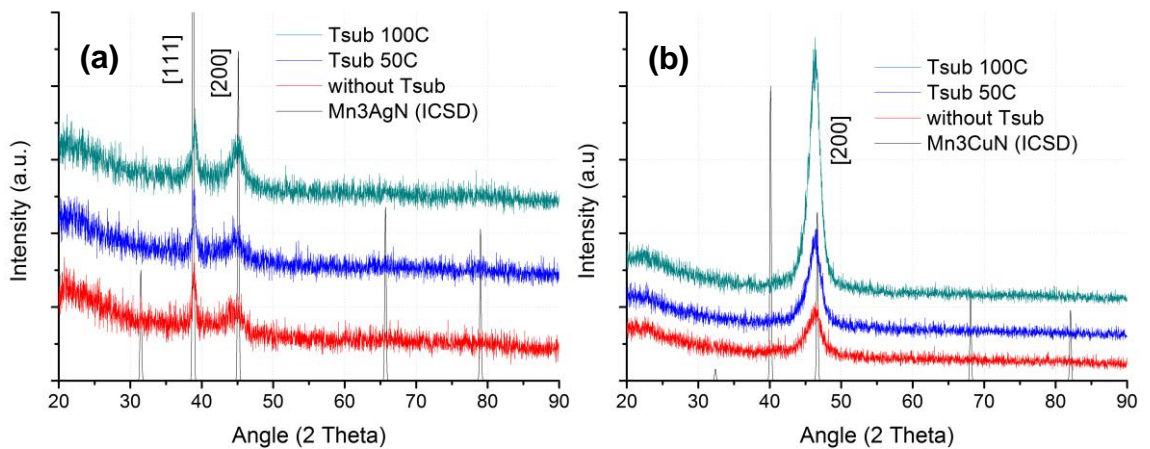 (a)
[111]
[200]
Tsub 100C
Tsub 50C
without Tsub
Mn3AgN (ICSD)
Intensity (a.u.)
20 30 40 50 60 70 80 90
Angle (2 Theta)
(b)
[200]
Tsub 100C
Tsub 50C
without Tsub
Mn3CuN (ICSD)
Intensity (a.u)
20 30 40 50 60 70 80 90
Angle (2 Theta)